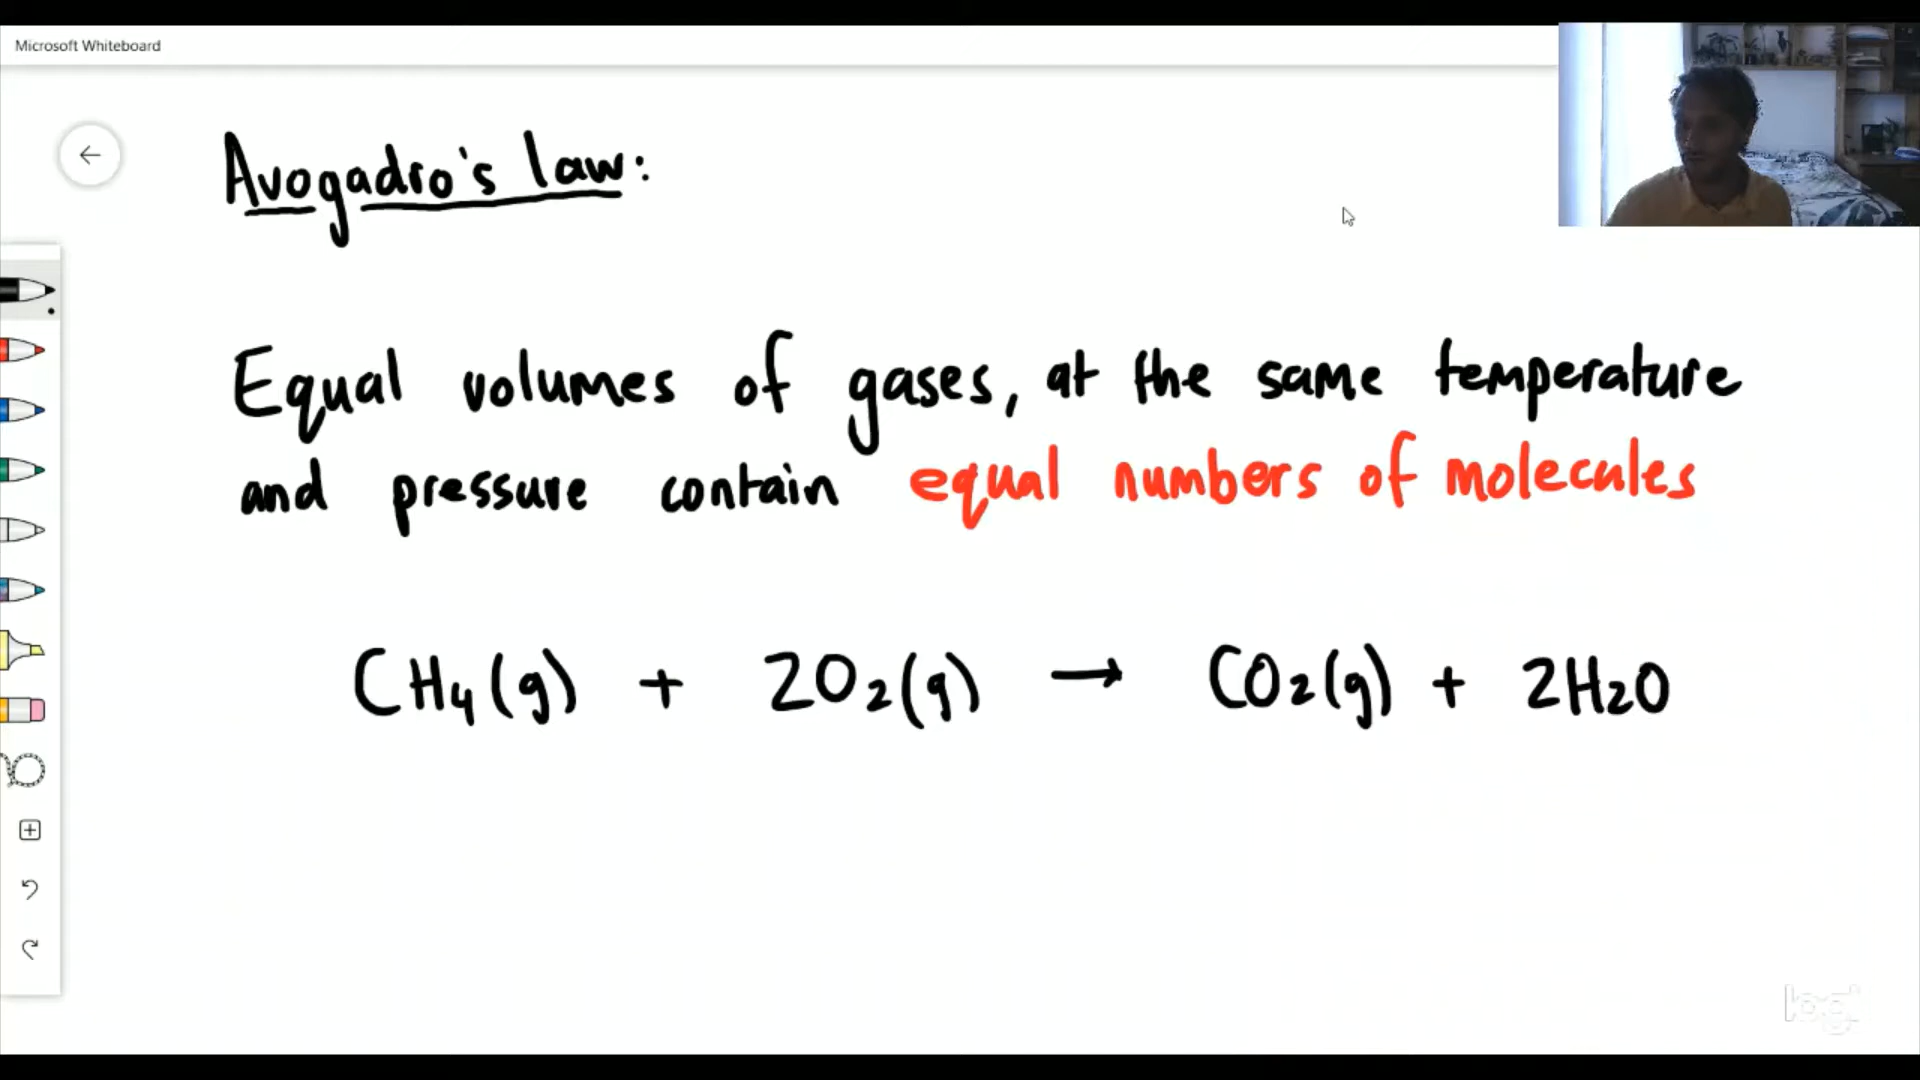 Microsoft Whiteboard
Avogadro's law:
Equal volumes of gases, at the same temperature
and pressure contain equal numbers of molecules
CH₄(g) + 2O₂(g) → CO₂(g) + 2H₂O
logi